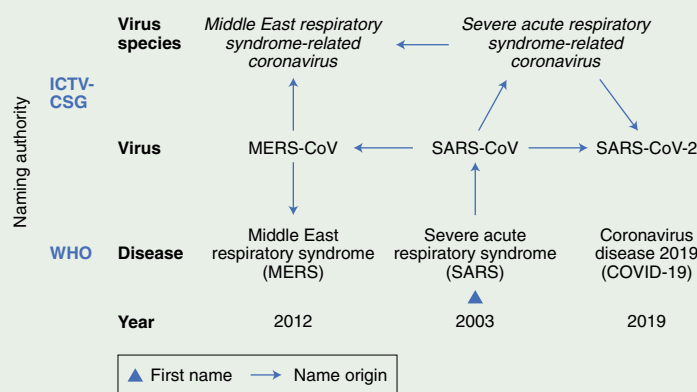 Virus species
Middle East respiratory syndrome-related coronavirus
Severe acute respiratory syndrome-related coronavirus
Naming authority
ICTV-CSG
Virus
MERS-CoV
SARS-CoV
SARS-CoV-2
WHO
Disease
Middle East respiratory syndrome (MERS)
Severe acute respiratory syndrome (SARS)
Coronavirus disease 2019 (COVID-19)
Year
2012
2003
2019
First name
Name origin